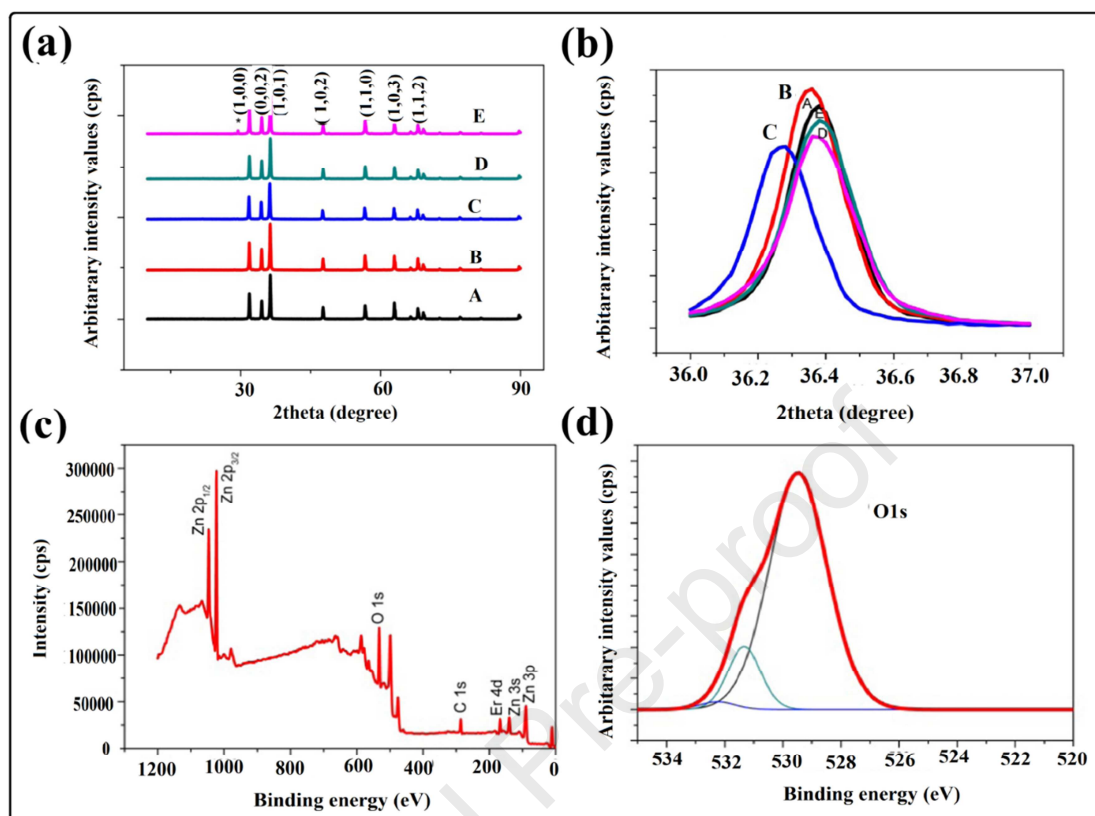 (a)
Arbitarary intensity values (cps)
*
(1,0,0)
(0,0,2)
(1,0,1)
(1,0,2)
(1,1,0)
(1,0,3)
(1,1,2)
E
D
C
B
A
30 60 90
2theta (degree)
(b)
Arbitarary intensity values (cps)
B
A
C
E
D
36.0 36.2 36.4 36.6 36.8 37.0
2theta (degree)
(c)
Intensity (cps)
300000
250000
200000
150000
100000
50000
0
Zn 2p1/2
Zn 2p3/2
O 1s
C 1s
Er 4d
Zn 3s
Zn 3p
1200 1000 800 600 400 200 0
Binding energy (eV)
(d)
Arbitarary intensity values (cps)
O1s
534 532 530 528 526 524 522 520
Binding energy (eV)
Pre-proof